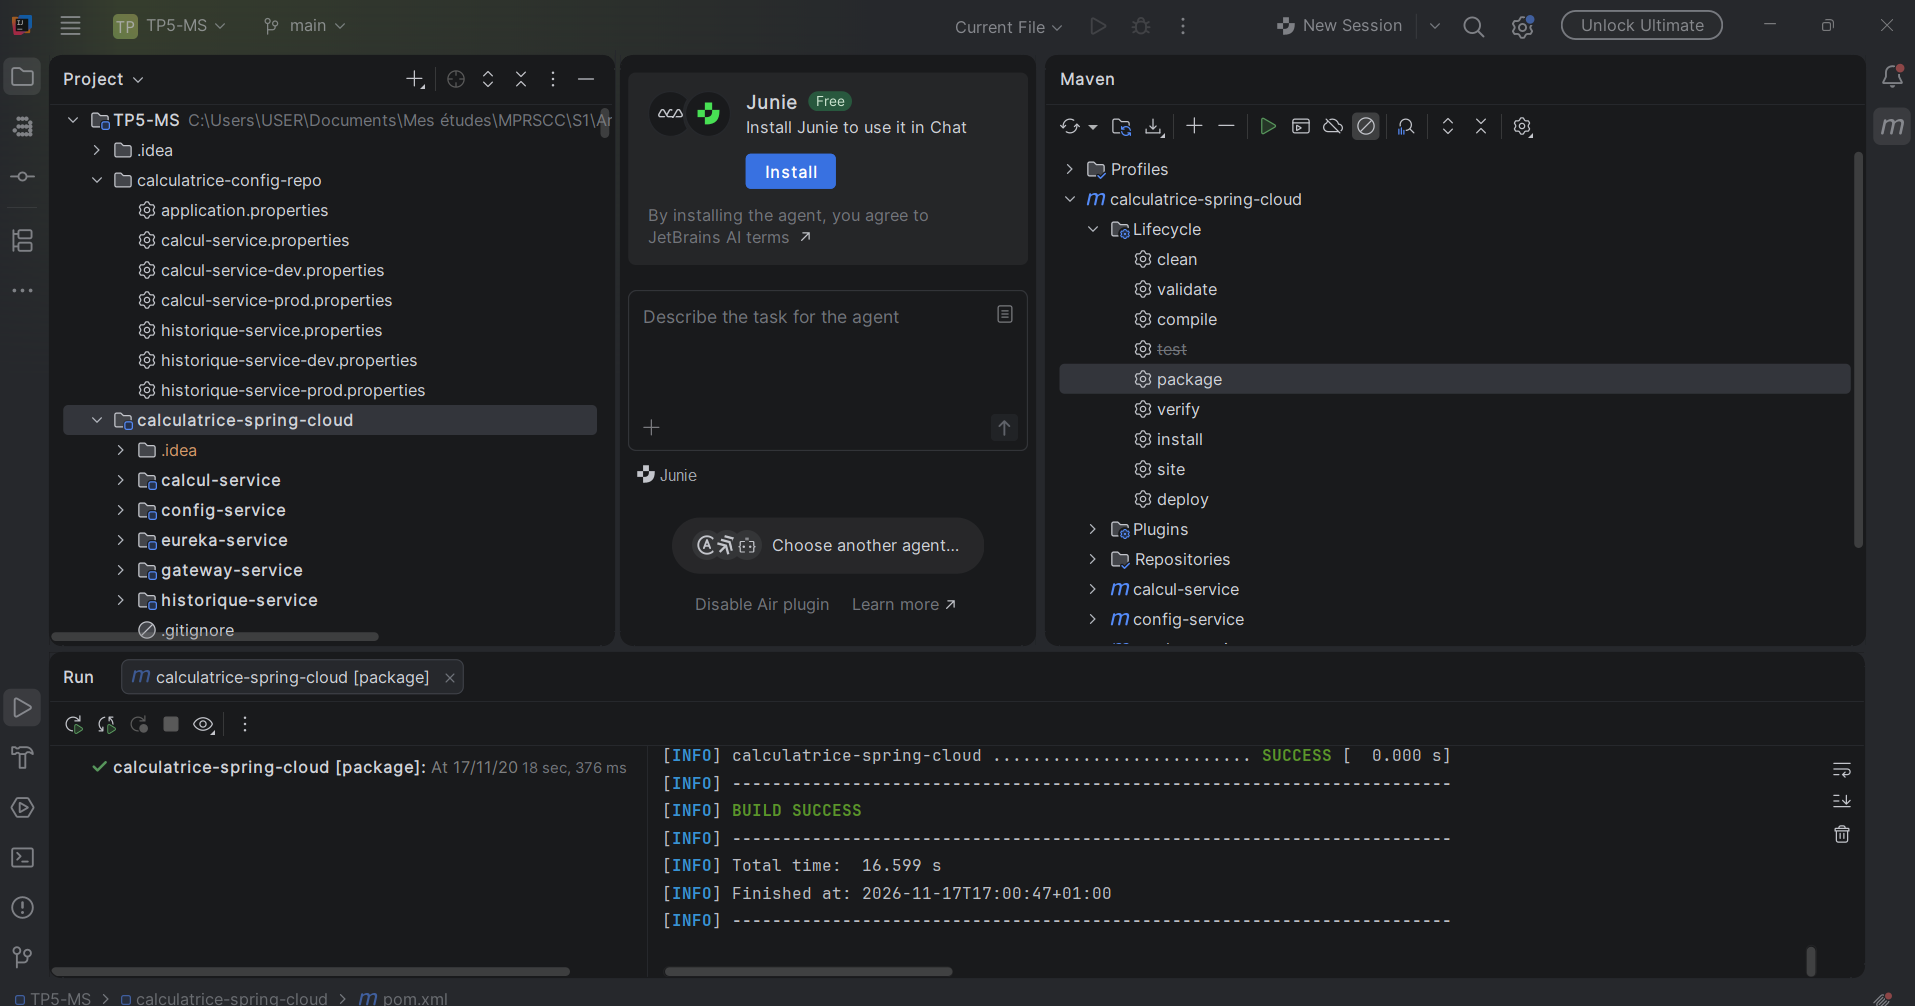 TP TP5-MS main Current File New Session Unlock Ultimate
Project
TP5-MS C:\Users\USER\Documents\Mes études\MPRSCC\S1\Ar
.idea
calculatrice-config-repo
application.properties
calcul-service.properties
calcul-service-dev.properties
calcul-service-prod.properties
historique-service.properties
historique-service-dev.properties
historique-service-prod.properties
calculatrice-spring-cloud
.idea
calcul-service
config-service
eureka-service
gateway-service
historique-service
.gitignore
Junie Free
Install Junie to use it in Chat
Install
By installing the agent, you agree to
JetBrains AI terms ↗
Describe the task for the agent
Junie
Choose another agent...
Disable Air plugin Learn more ↗
Maven
Profiles
calculatrice-spring-cloud
Lifecycle
clean
validate
compile
test
package
verify
install
site
deploy
Plugins
Repositories
calcul-service
config-service
Run calculatrice-spring-cloud [package]
calculatrice-spring-cloud [package]: At 17/11/20 18 sec, 376 ms
[INFO] calculatrice-spring-cloud .......................... SUCCESS [  0.000 s]
[INFO] ------------------------------------------------------------------------
[INFO] BUILD SUCCESS
[INFO] ------------------------------------------------------------------------
[INFO] Total time:  16.599 s
[INFO] Finished at: 2026-11-17T17:00:47+01:00
[INFO] ------------------------------------------------------------------------
TP5-MS > calculatrice-spring-cloud > m pom.xml